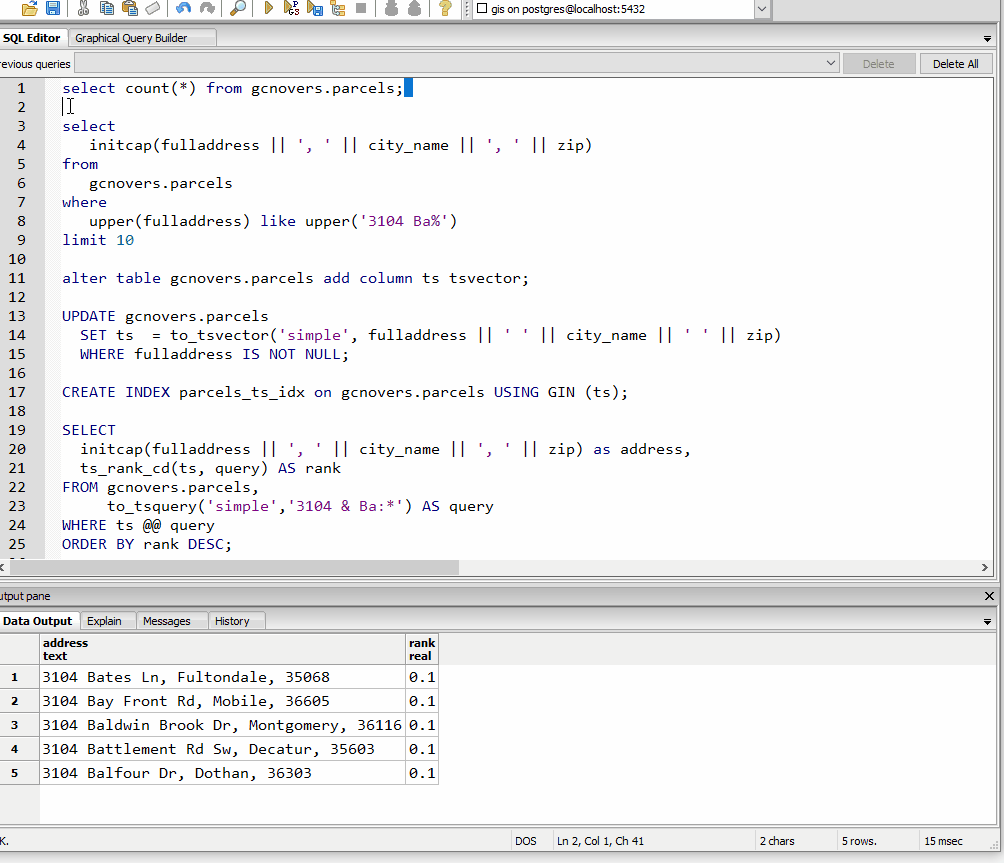 gis on postgres@localhost:5432
SQL Editor Graphical Query Builder
revious queries Delete Delete All
1 select count(*) from gcnovers.parcels;
2
3 select
4 initcap(fulladdress || ', ' || city_name || ', ' || zip)
5 from
6 gcnovers.parcels
7 where
8 upper(fulladdress) like upper('3104 Ba%')
9 limit 10
10
11 alter table gcnovers.parcels add column ts tsvector;
12
13 UPDATE gcnovers.parcels
14 SET ts = to_tsvector('simple', fulladdress || ' ' || city_name || ' ' || zip)
15 WHERE fulladdress IS NOT NULL;
16
17 CREATE INDEX parcels_ts_idx on gcnovers.parcels USING GIN (ts);
18
19 SELECT
20 initcap(fulladdress || ', ' || city_name || ', ' || zip) as address,
21 ts_rank_cd(ts, query) AS rank
22 FROM gcnovers.parcels,
23 to_tsquery('simple','3104 & Ba:*') AS query
24 WHERE ts @@ query
25 ORDER BY rank DESC;
utput pane
Data Output Explain Messages History
address rank
text real
1 3104 Bates Ln, Fultondale, 35068 0.1
2 3104 Bay Front Rd, Mobile, 36605 0.1
3 3104 Baldwin Brook Dr, Montgomery, 36116 0.1
4 3104 Battlement Rd Sw, Decatur, 35603 0.1
5 3104 Balfour Dr, Dothan, 36303 0.1
K. DOS Ln 2, Col 1, Ch 41 2 chars 5 rows. 15 msec